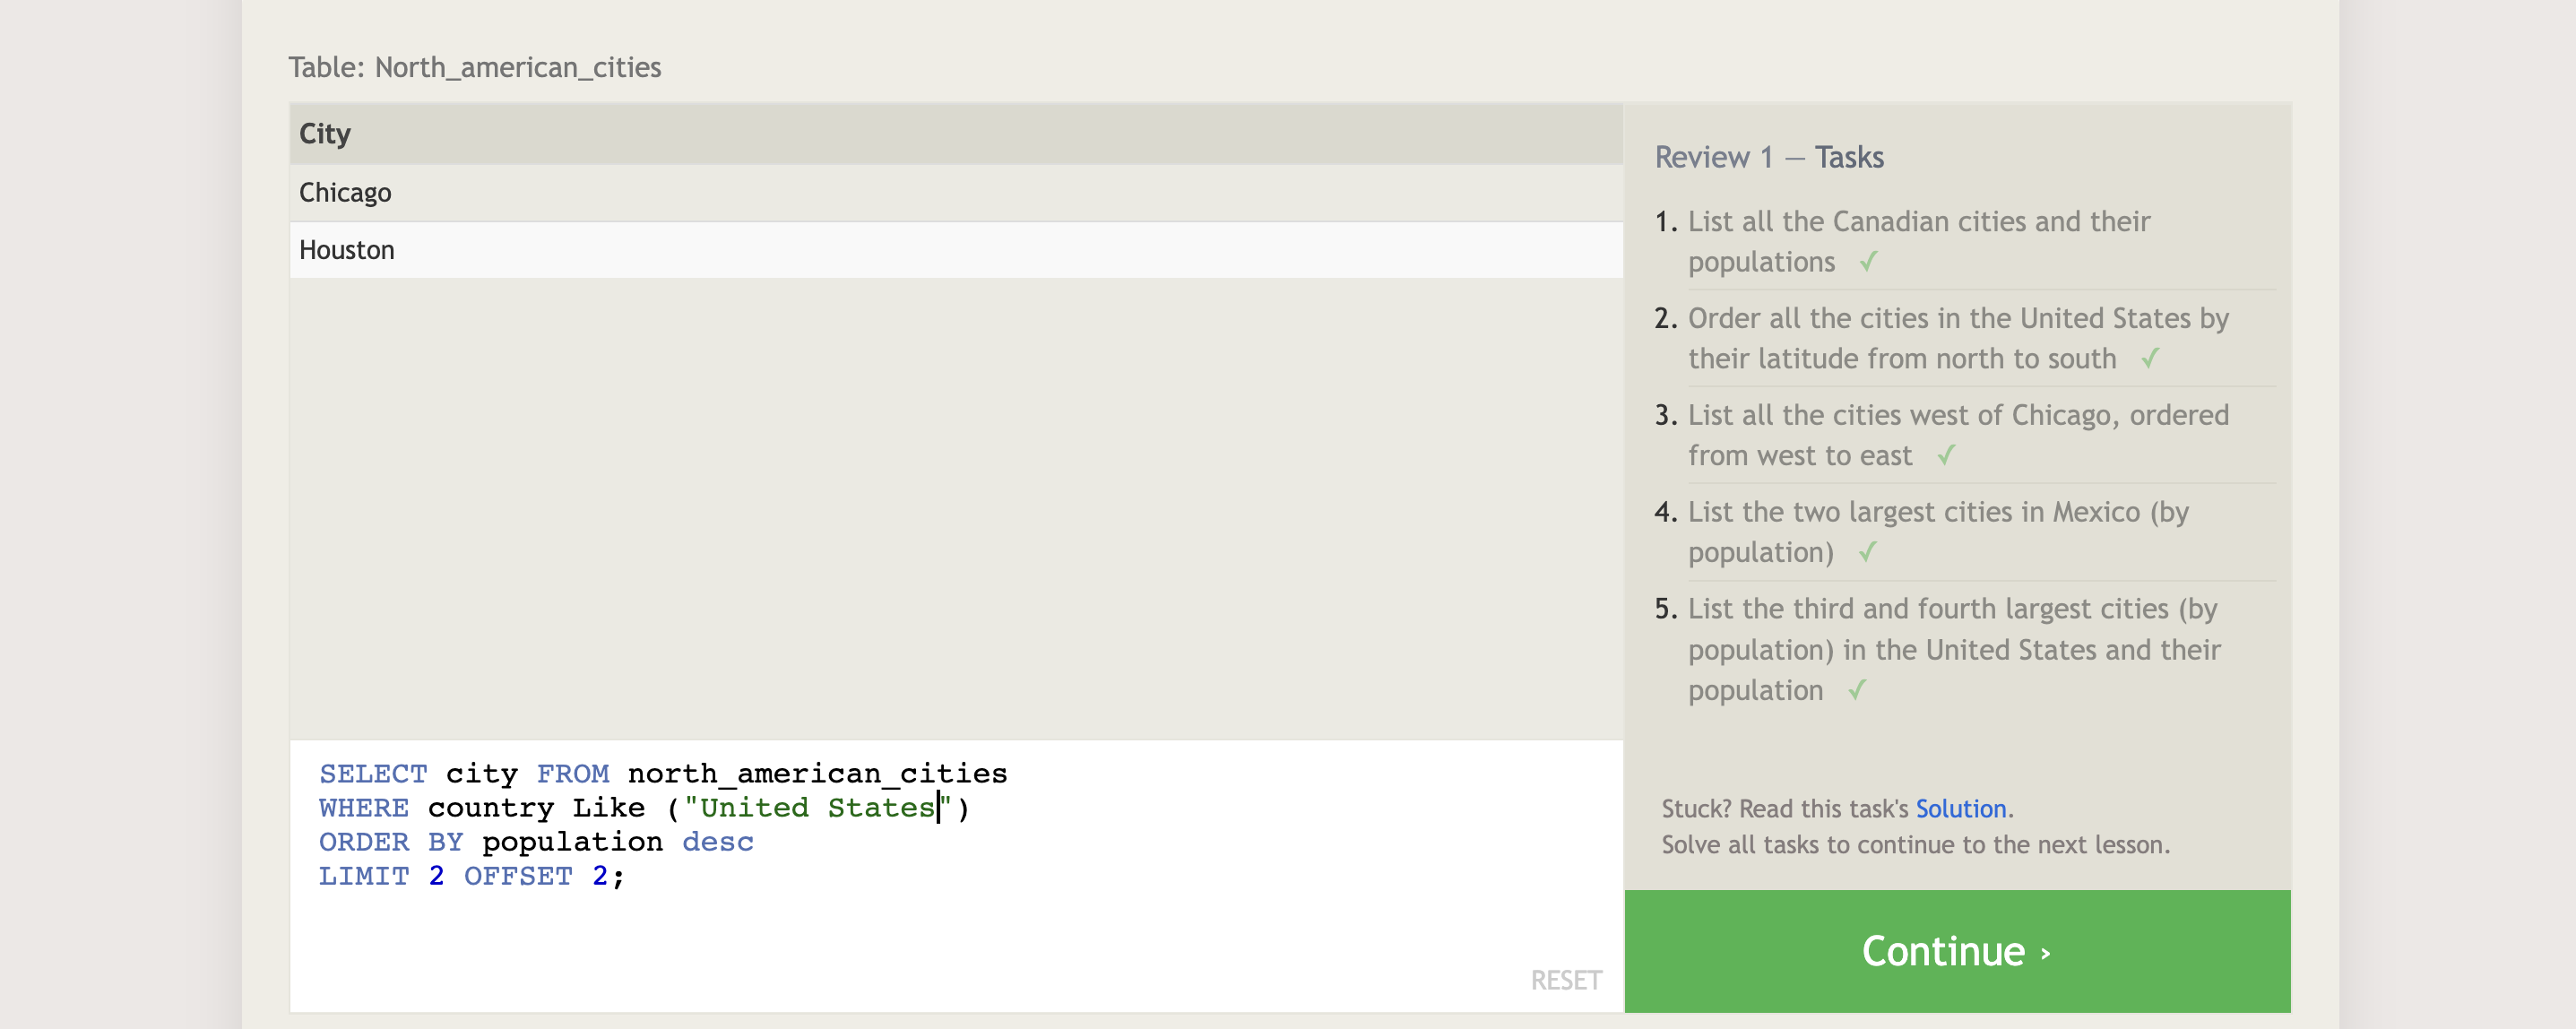 Table: North_american_cities
City
Chicago
Houston
SELECT city FROM north_american_cities
WHERE country Like ("United States")
ORDER BY population desc
LIMIT 2 OFFSET 2;
RESET
Review 1 — Tasks
1. List all the Canadian cities and their
populations ✓
2. Order all the cities in the United States by
their latitude from north to south ✓
3. List all the cities west of Chicago, ordered
from west to east ✓
4. List the two largest cities in Mexico (by
population) ✓
5. List the third and fourth largest cities (by
population) in the United States and their
population ✓
Stuck? Read this task's Solution.
Solve all tasks to continue to the next lesson.
Continue ›